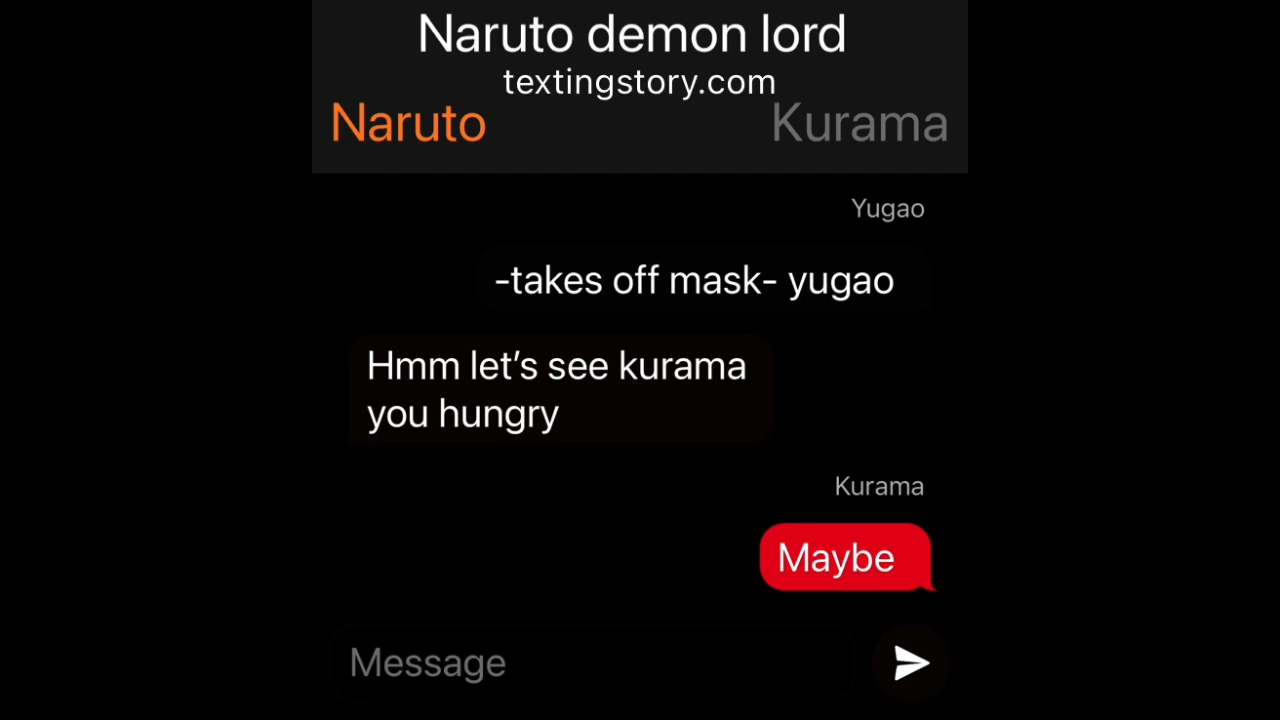 Naruto demon lord
textingstory.com
Naruto
Kurama
Yugao
-takes off mask- yugao
Hmm let’s see kurama
you hungry
Kurama
Maybe
Message